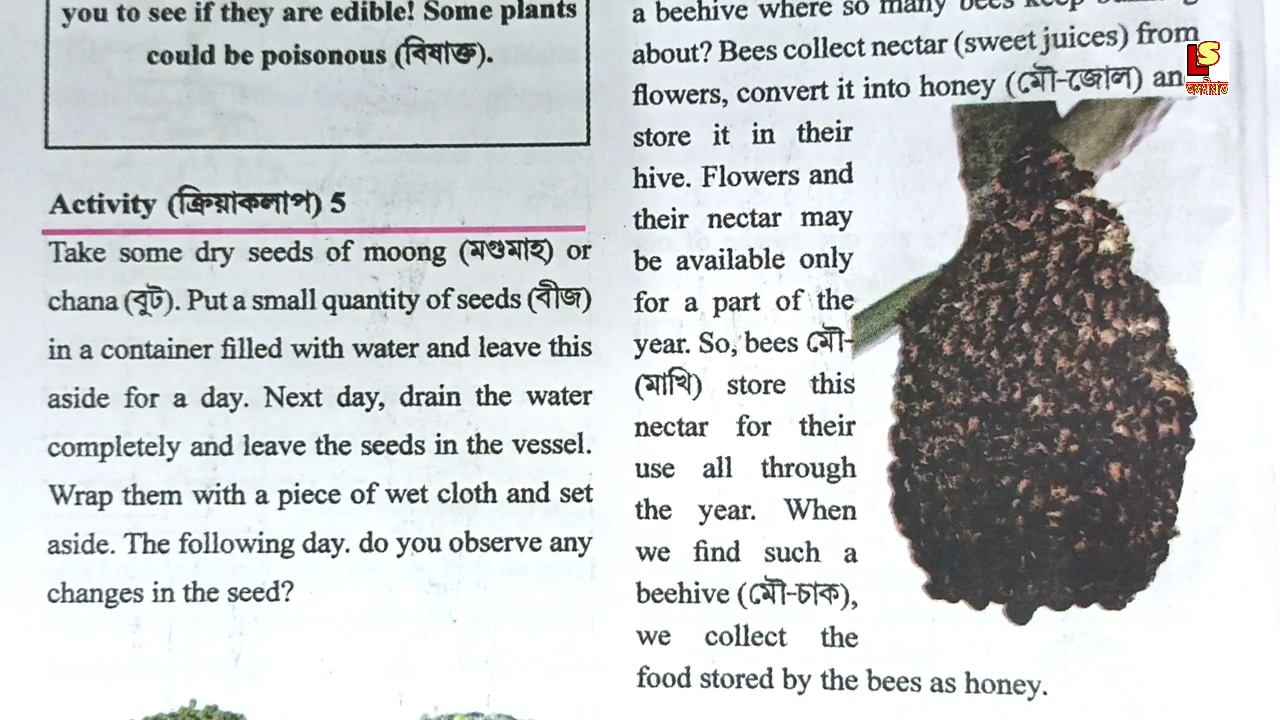 you to see if they are edible! Some plants
could be poisonous (বিষাক্ত).
Activity (ক্ৰিয়াকলাপ) 5
Take some dry seeds of moong (মগুমাহ) or
chana (বুট). Put a small quantity of seeds (বীজ)
in a container filled with water and leave this
aside for a day. Next day, drain the water
completely and leave the seeds in the vessel.
Wrap them with a piece of wet cloth and set
aside. The following day. do you observe any
changes in the seed?
a beehive where so many bees keep
about? Bees collect nectar (sweet juices) from
flowers, convert it into honey (মৌ-জোল) an
store it in their
hive. Flowers and
their nectar may
be available only
for a part of the
year. So, bees মৌ-
(মাখি) store this
nectar for their
use all through
the year. When
we find such a
beehive (মৌ-চাক),
we collect the
food stored by the bees as honey.
LS